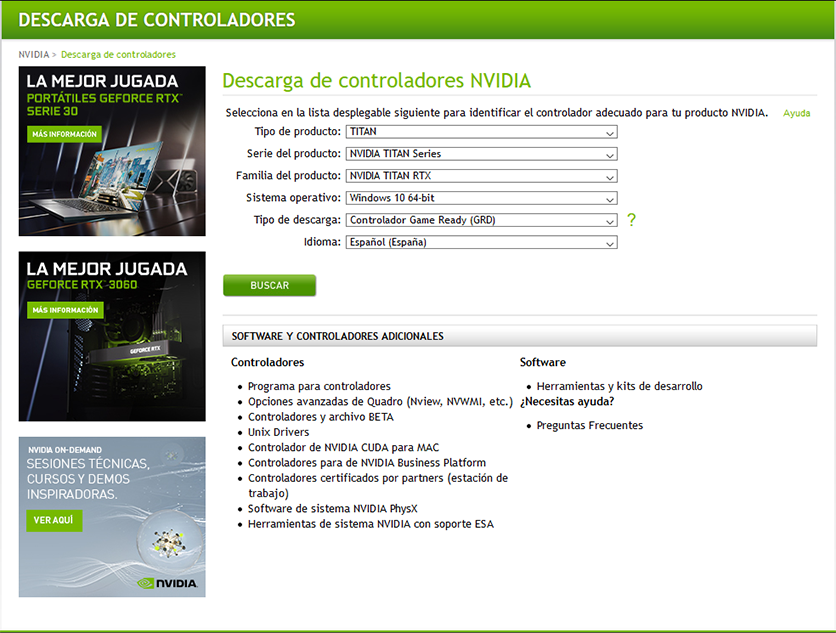 DESCARGA DE CONTROLADORES
NVIDIA > Descarga de controladores
LA MEJOR JUGADA
PORTÁTILES GEFORCE RTX™
SERIE 30
MÁS INFORMACIÓN
LA MEJOR JUGADA
GEFORCE RTX™ 3060
MÁS INFORMACIÓN
GEFORCE RTX
NVIDIA ON-DEMAND
SESIONES TÉCNICAS,
CURSOS Y DEMOS
INSPIRADORAS.
VER AQUÍ
NVIDIA.
Descarga de controladores NVIDIA
Selecciona en la lista desplegable siguiente para identificar el controlador adecuado para tu producto NVIDIA. Ayuda
Tipo de producto: TITAN
Serie del producto: NVIDIA TITAN Series
Familia del producto: NVIDIA TITAN RTX
Sistema operativo: Windows 10 64-bit
Tipo de descarga: Controlador Game Ready (GRD) ?
Idioma: Español (España)
BUSCAR
SOFTWARE Y CONTROLADORES ADICIONALES
Controladores
• Programa para controladores
• Opciones avanzadas de Quadro (Nview, NVWMI, etc.)
• Controladores y archivo BETA
• Unix Drivers
• Controlador de NVIDIA CUDA para MAC
• Controladores para de NVIDIA Business Platform
• Controladores certificados por partners (estación de
trabajo)
• Software de sistema NVIDIA PhysX
• Herramientas de sistema NVIDIA con soporte ESA
Software
• Herramientas y kits de desarrollo
¿Necesitas ayuda?
• Preguntas Frecuentes